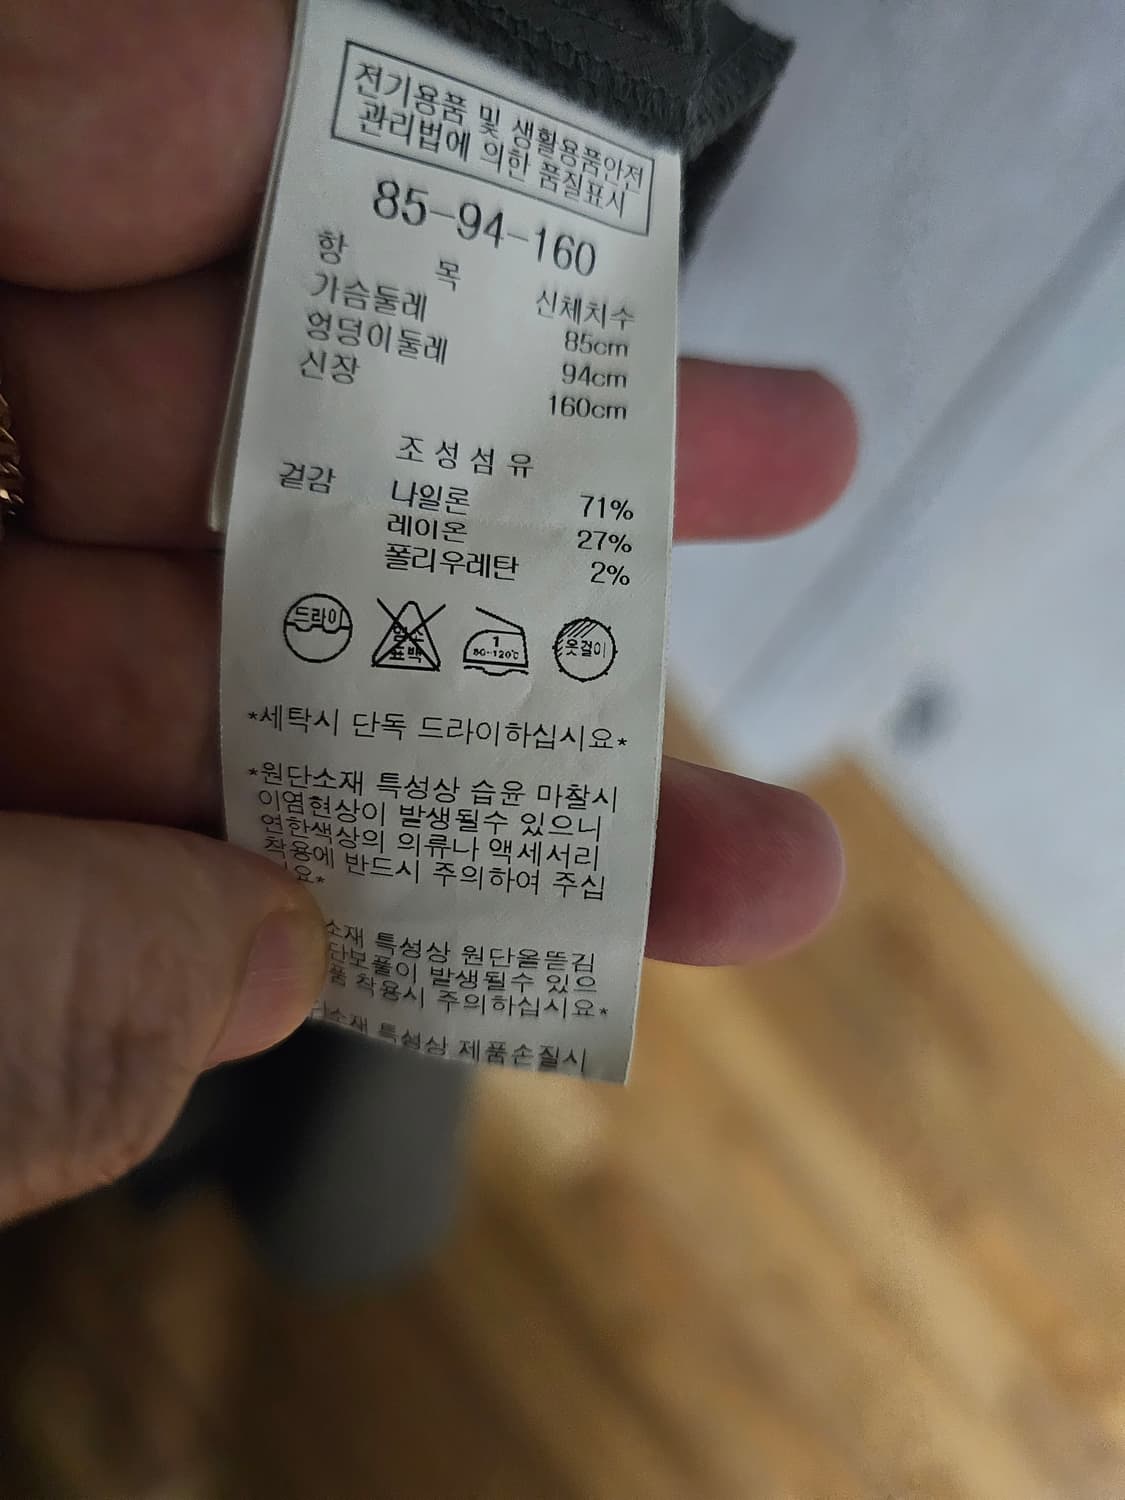 전기용품 및 생활용품안전
관리법에 의한 품질표시
85-94-160
항 목 신체치수
가슴둘레 85cm
엉덩이둘레 94cm
신장 160cm
조성섬유
겉감 나일론 71%
레이온 27%
폴리우레탄 2%
드라이
염소
표백
1
80~120℃
옷걸이
*세탁시 단독 드라이하십시요*
*원단소재 특성상 습윤 마찰시
이염현상이 발생될수 있으니
연한색상의 의류나 액세서리
착용에 반드시 주의하여 주십
요*
소재 특성상 원단올뜯김
단보풀이 발생될수 있으
품 착용시 주의하십시요*
소재 특성상 제품손질시